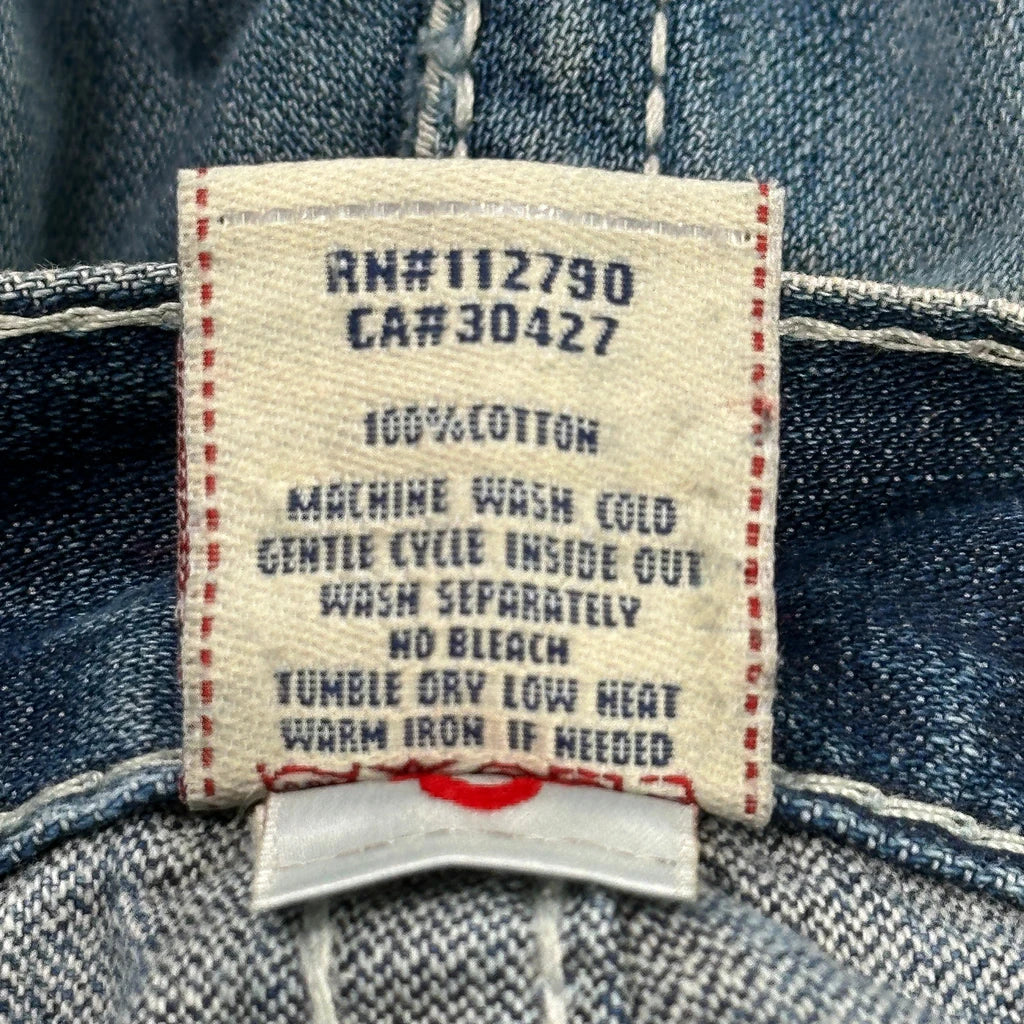 RN#112790
CA#30427
100%COTTON
MACHINE WASH COLD
GENTLE CYCLE INSIDE OUT
WASH SEPARATELY
NO BLEACH
TUMBLE DRY LOW HEAT
WARM IRON IF NEEDED